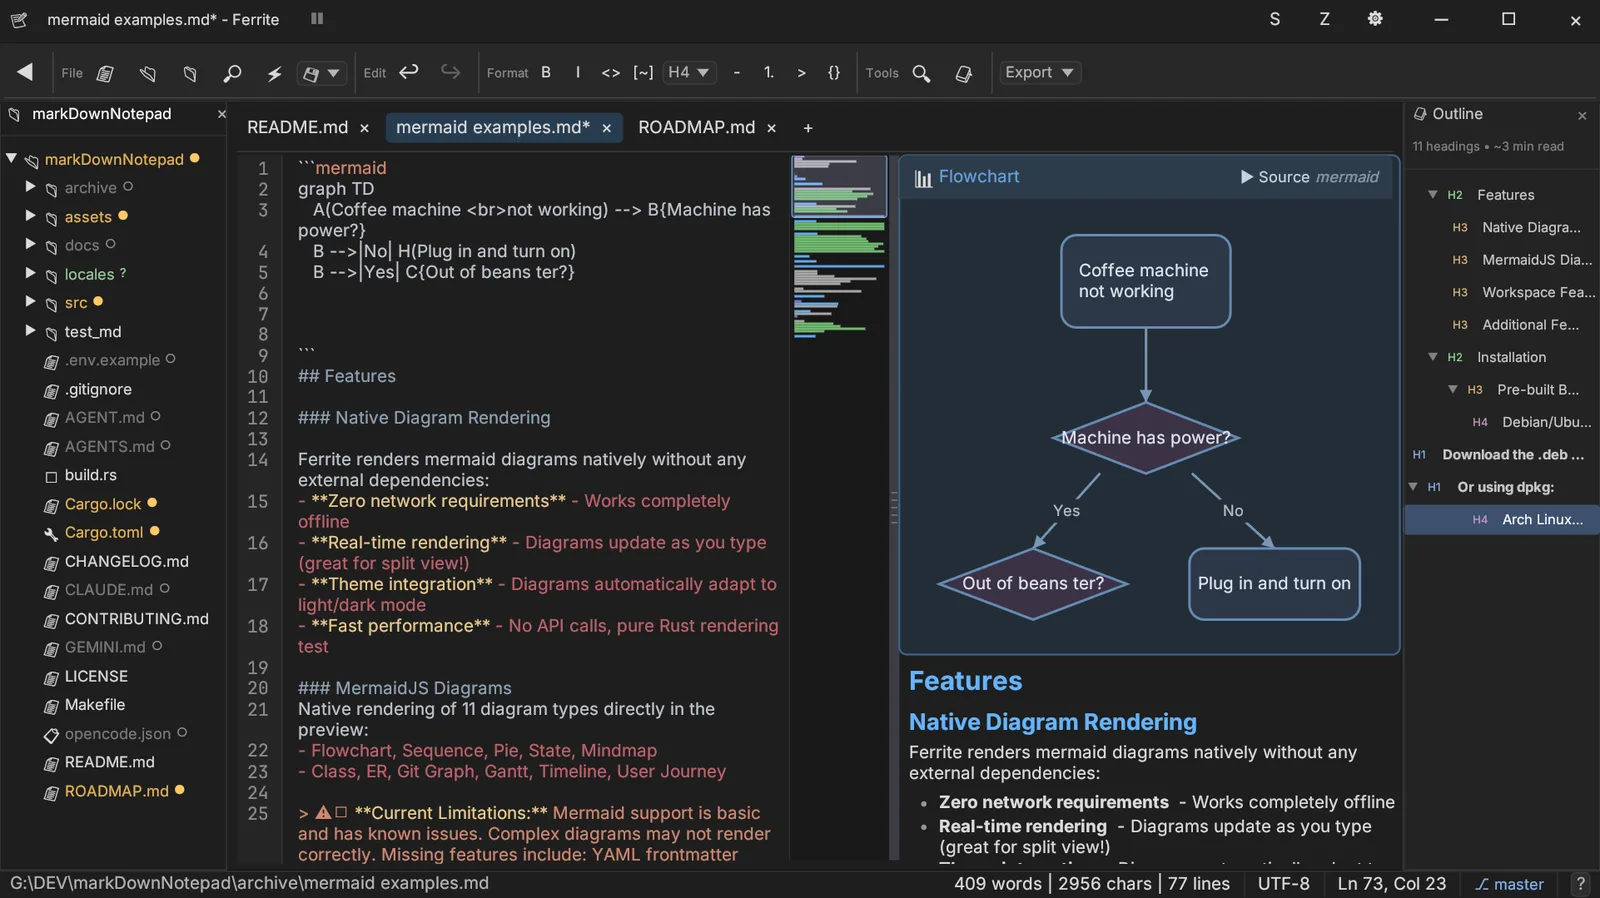 mermaid examples.md* - Ferrite
S Z
File Edit Format B I <> [~] H4 - 1. > {} Tools Export
markDownNotepad ×
README.md × mermaid examples.md* × ROADMAP.md × +
markDownNotepad
archive
assets
docs
locales ?
src
test_md
.env.example
.gitignore
AGENT.md
AGENTS.md
build.rs
Cargo.lock
Cargo.toml
CHANGELOG.md
CLAUDE.md
CONTRIBUTING.md
GEMINI.md
LICENSE
Makefile
opencode.json
README.md
ROADMAP.md
1 ```mermaid
2 graph TD
3 A(Coffee machine <br>not working) --> B{Machine has
power?}
4 B -->|No| H(Plug in and turn on)
5 B -->|Yes| C{Out of beans ter?}
6
7
8
9 ```
10 ## Features
11
12 ### Native Diagram Rendering
13
14 Ferrite renders mermaid diagrams natively without any
external dependencies:
15 - **Zero network requirements** - Works completely
offline
16 - **Real-time rendering** - Diagrams update as you type
(great for split view!)
17 - **Theme integration** - Diagrams automatically adapt to
light/dark mode
18 - **Fast performance** - No API calls, pure Rust rendering
test
19
20 ### MermaidJS Diagrams
21 Native rendering of 11 diagram types directly in the
preview:
22 - Flowchart, Sequence, Pie, State, Mindmap
23 - Class, ER, Git Graph, Gantt, Timeline, User Journey
24
25 > ⚠□ **Current Limitations:** Mermaid support is basic
and has known issues. Complex diagrams may not render
correctly. Missing features include: YAML frontmatter
Flowchart
▶ Source mermaid
Coffee machine
not working
Machine has power?
Yes No
Out of beans ter? Plug in and turn on
Features
Native Diagram Rendering
Ferrite renders mermaid diagrams natively without any
external dependencies:
• Zero network requirements - Works completely offline
• Real-time rendering - Diagrams update as you type
(great for split view!)
Outline ×
11 headings • ~3 min read
H2 Features
H3 Native Diagra...
H3 MermaidJS Dia...
H3 Workspace Fea...
H3 Additional Fe...
H2 Installation
H3 Pre-built B...
H4 Debian/Ubu...
H1 Download the .deb ...
H1 Or using dpkg:
H4 Arch Linux...
G:\DEV\markDownNotepad\archive\mermaid examples.md
409 words | 2956 chars | 77 lines UTF-8 Ln 73, Col 23 master ?